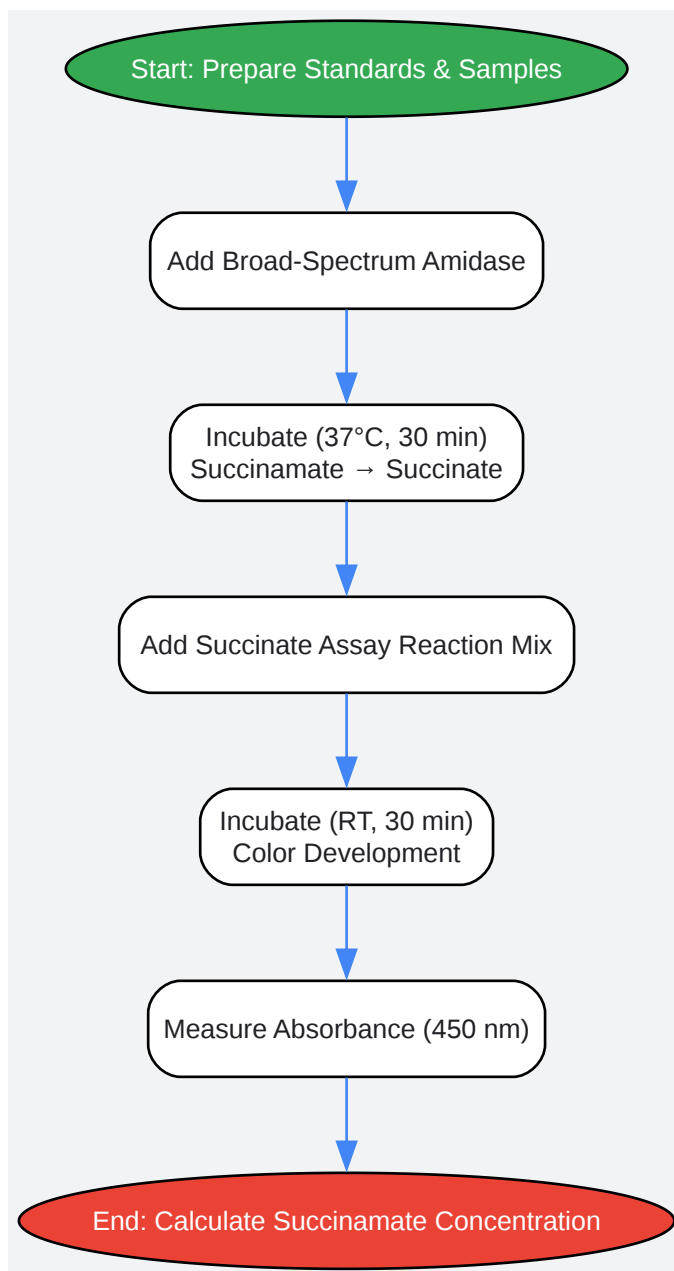 Start: Prepare Standards & Samples
Add Broad-Spectrum Amidase
Incubate (37°C, 30 min)
Succinamate → Succinate
Add Succinate Assay Reaction Mix
Incubate (RT, 30 min)
Color Development
Measure Absorbance (450 nm)
End: Calculate Succinamate Concentration